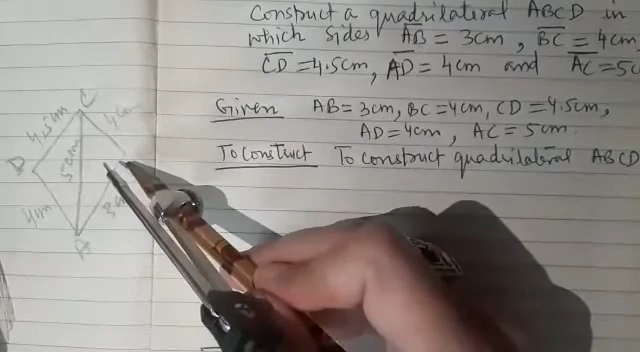 Construct a quadrilateral ABCD in
which sides AB = 3cm, BC = 4cm,
CD = 4.5cm, AD = 4cm and AC = 5c
Given AB = 3cm, BC = 4cm, CD = 4.5cm,
AD = 4cm, AC = 5cm.
To construct To construct quadrilateral ABCD
C
4.5cm
4cm
D
5cm
4cm
3
A